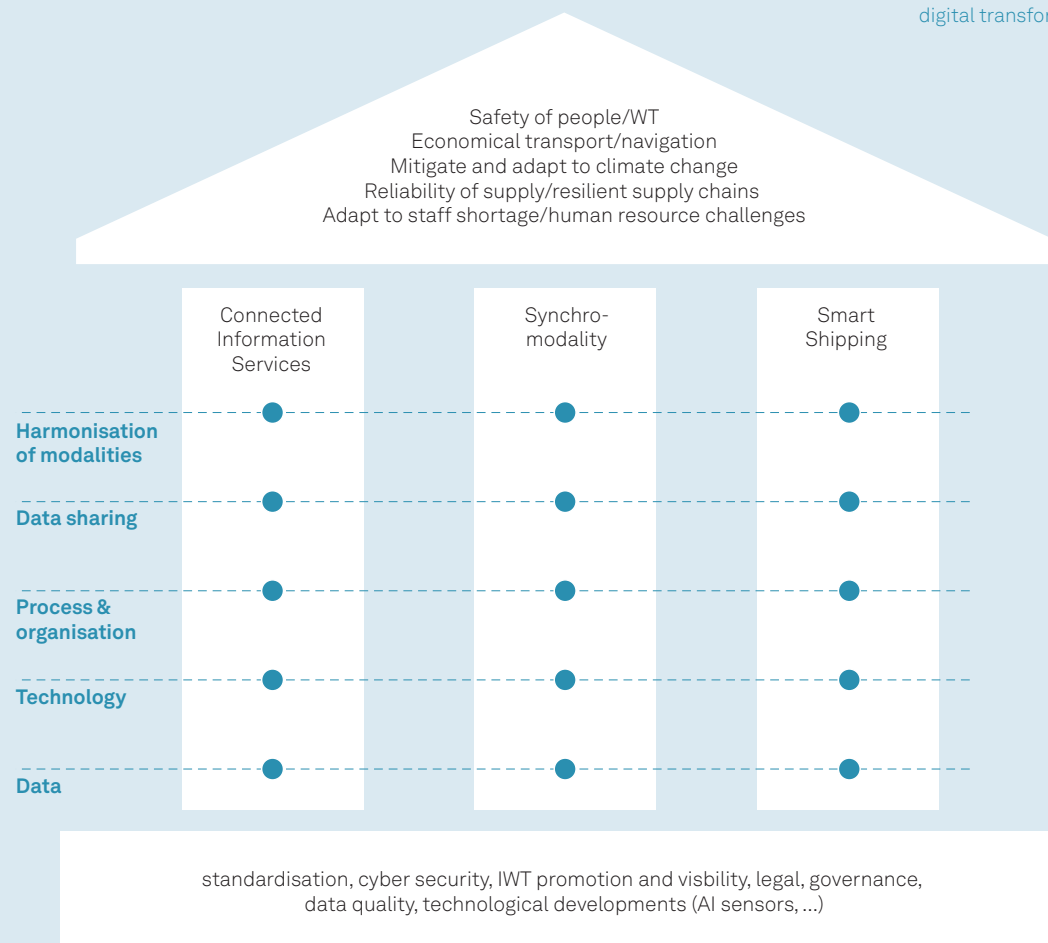 digital transfor
Safety of people/WT
Economical transport/navigation
Mitigate and adapt to climate change
Reliability of supply/resilient supply chains
Adapt to staff shortage/human resource challenges
Connected
Information
Services
Synchro-
modality
Smart
Shipping
Harmonisation
of modalities
Data sharing
Process &
organisation
Technology
Data
standardisation, cyber security, IWT promotion and visbility, legal, governance,
data quality, technological developments (AI sensors, ...)